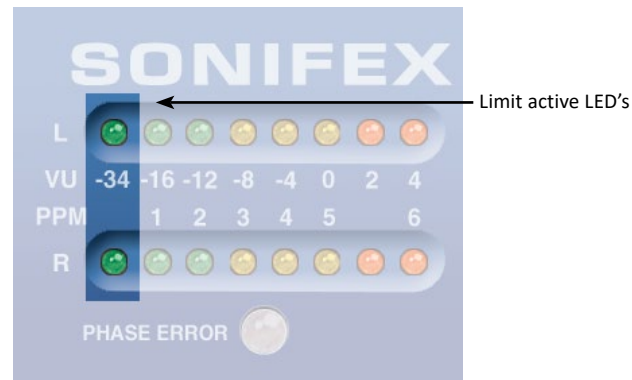 SONIFEX
Limit active LED's
L
VU -34 -16 -12 -8 -4 0 2 4
PPM 1 2 3 4 5 6
R
PHASE ERROR